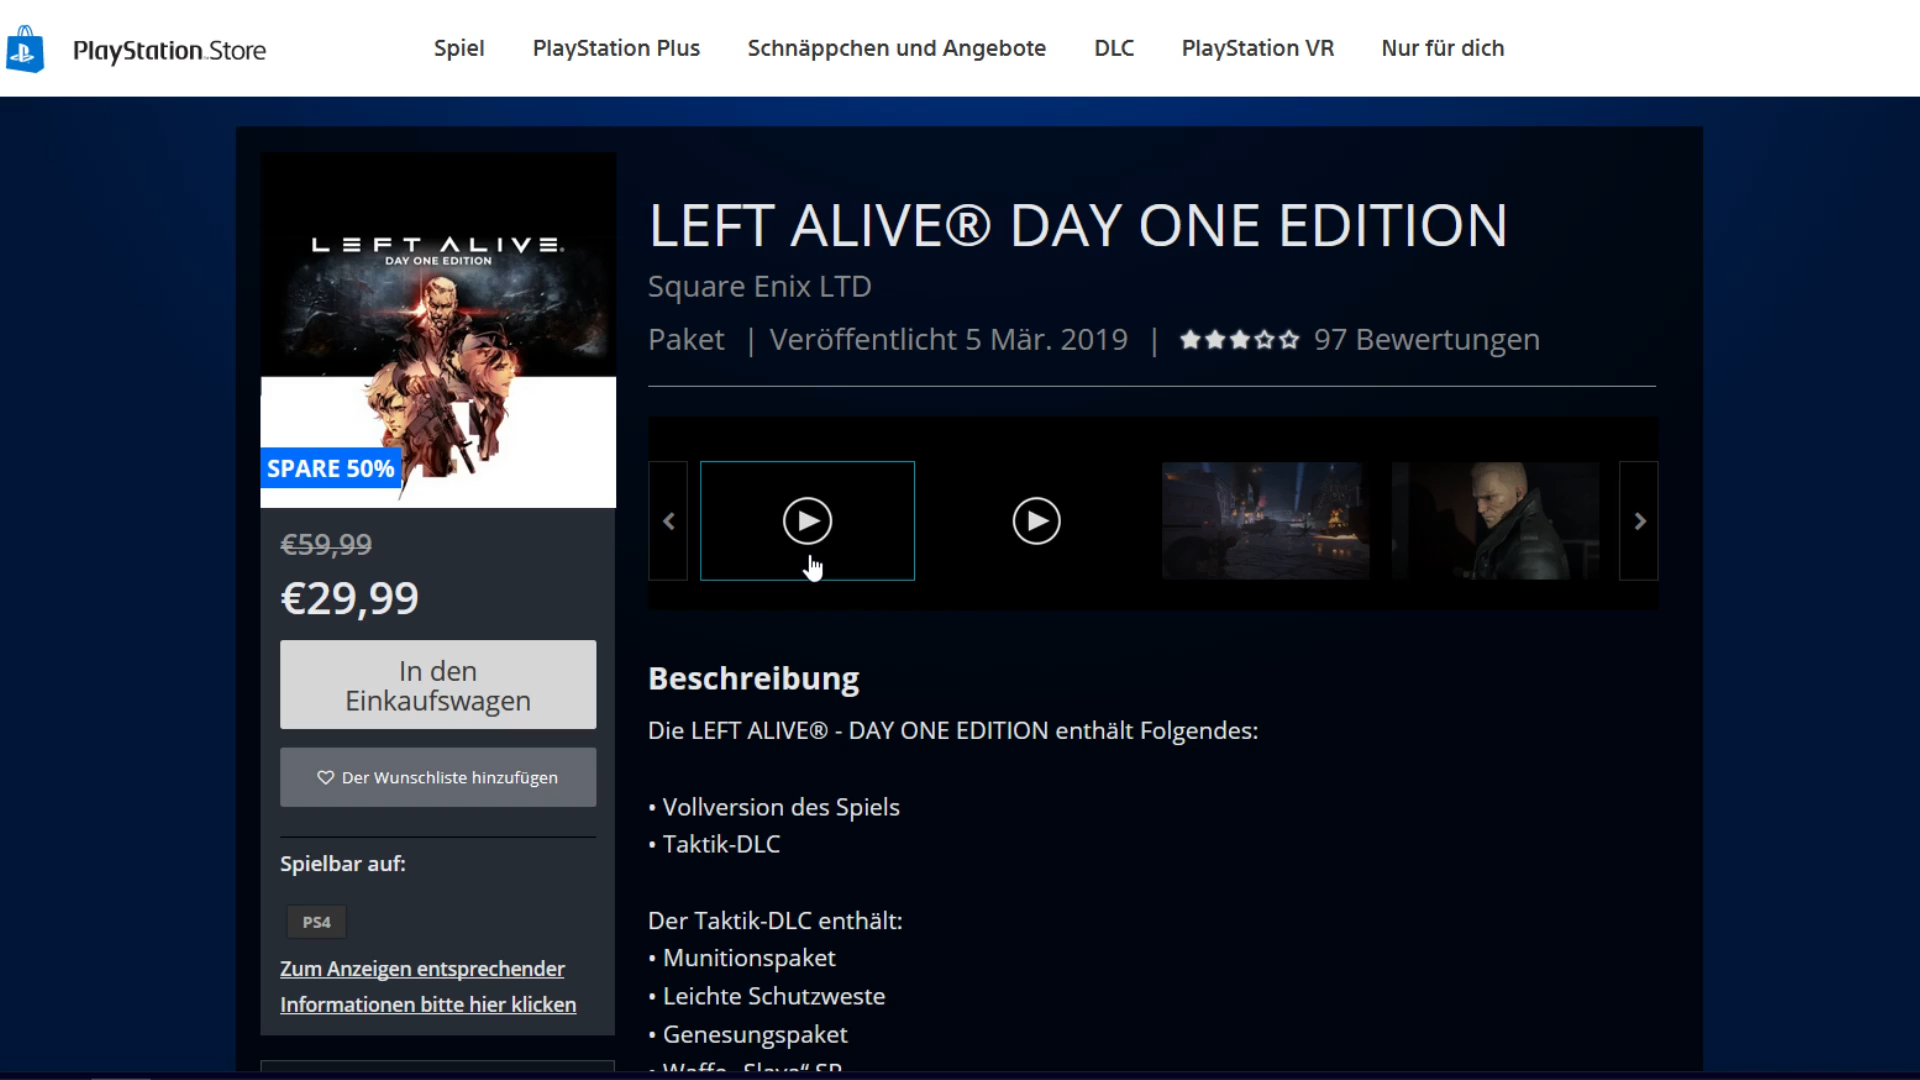 PlayStation Store
Spiel PlayStation Plus Schnäppchen und Angebote DLC PlayStation VR Nur für dich
LEFT ALIVE
DAY ONE EDITION
SPARE 50%
€59,99
€29,99
In den
Einkaufswagen
Der Wunschliste hinzufügen
Spielbar auf:
PS4
Zum Anzeigen entsprechender
Informationen bitte hier klicken
LEFT ALIVE® DAY ONE EDITION
Square Enix LTD
Paket | Veröffentlicht 5 Mär. 2019 | ★★★☆☆ 97 Bewertungen
Beschreibung
Die LEFT ALIVE® - DAY ONE EDITION enthält Folgendes:
• Vollversion des Spiels
• Taktik-DLC
Der Taktik-DLC enthält:
• Munitionspaket
• Leichte Schutzweste
• Genesungspaket
• Waffe „Slava“ SR